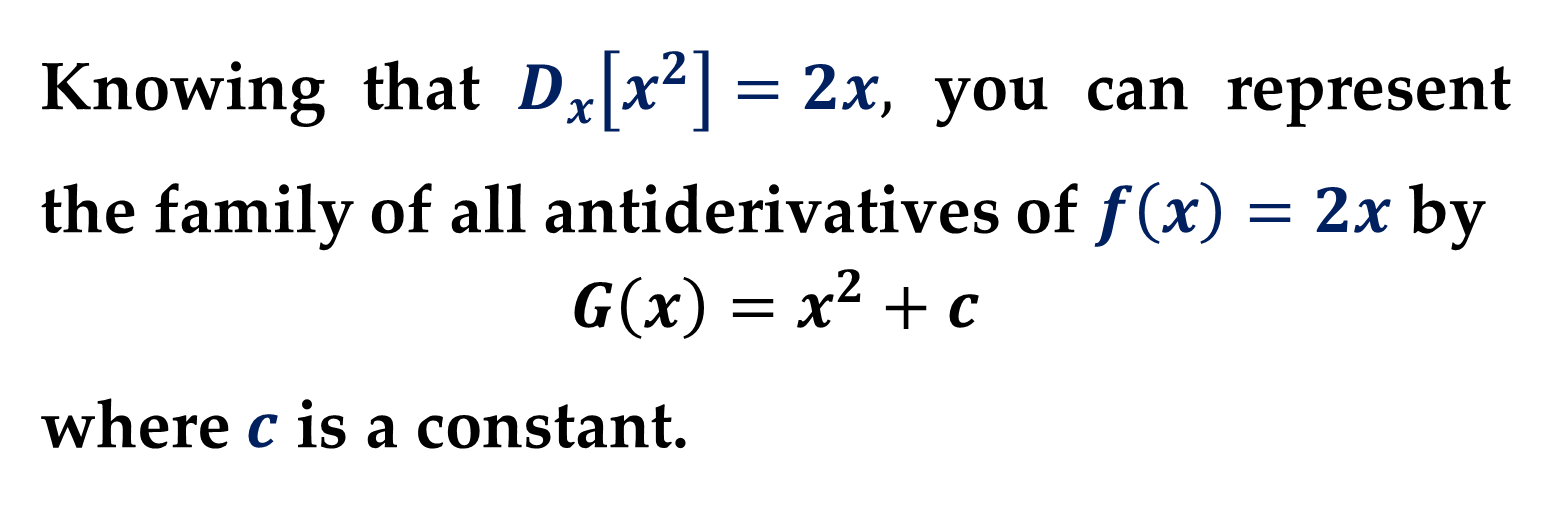 Knowing that Dₓ[x²] = 2x, you can represent
the family of all antiderivatives of f(x) = 2x by
G(x) = x² + c
where c is a constant.